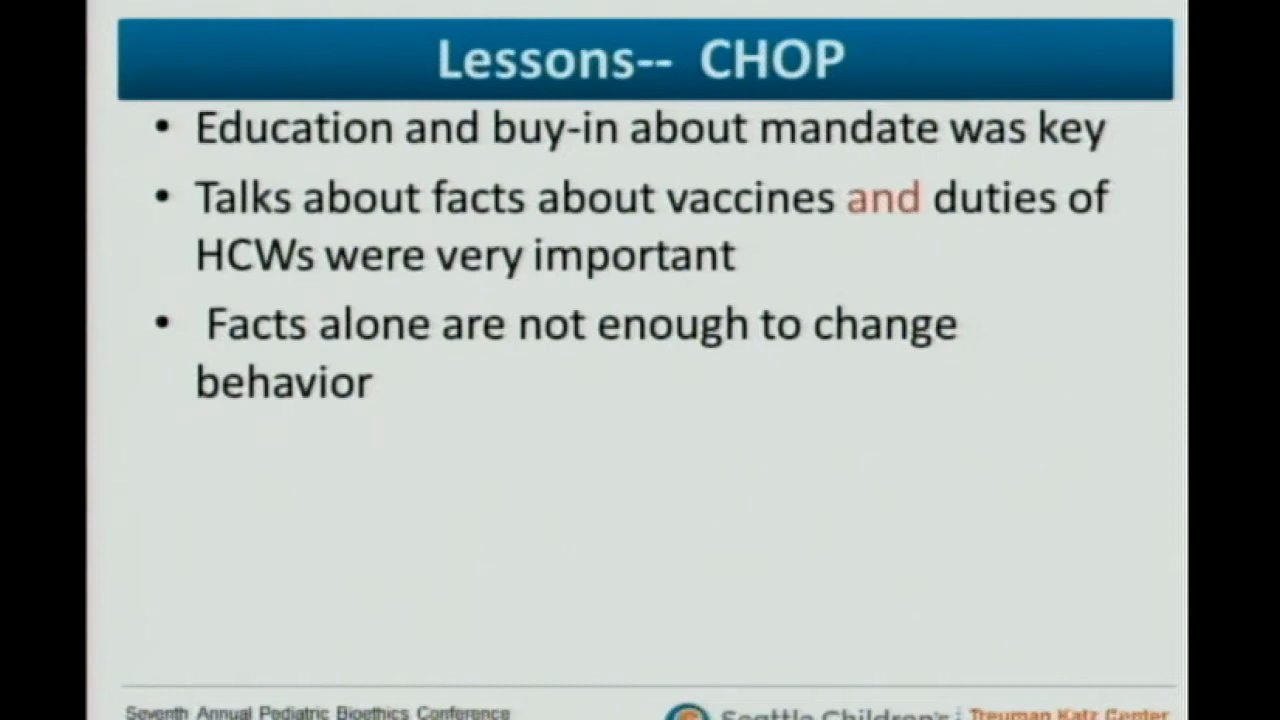 Lessons-- CHOP
• Education and buy-in about mandate was key
• Talks about facts about vaccines and duties of
HCWs were very important
• Facts alone are not enough to change
behavior
Seventh Annual Pediatric Bioethics Conference
Seattle Children's Treuman Katz Center